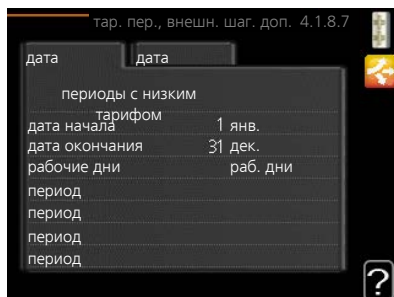 тар. пер., внешн. шаг. доп. 4.1.8.7
дата дата
периоды с низким
тарифом
дата начала 1 янв.
дата окончания 31 дек.
рабочие дни раб. дни
период
период
период
период
?